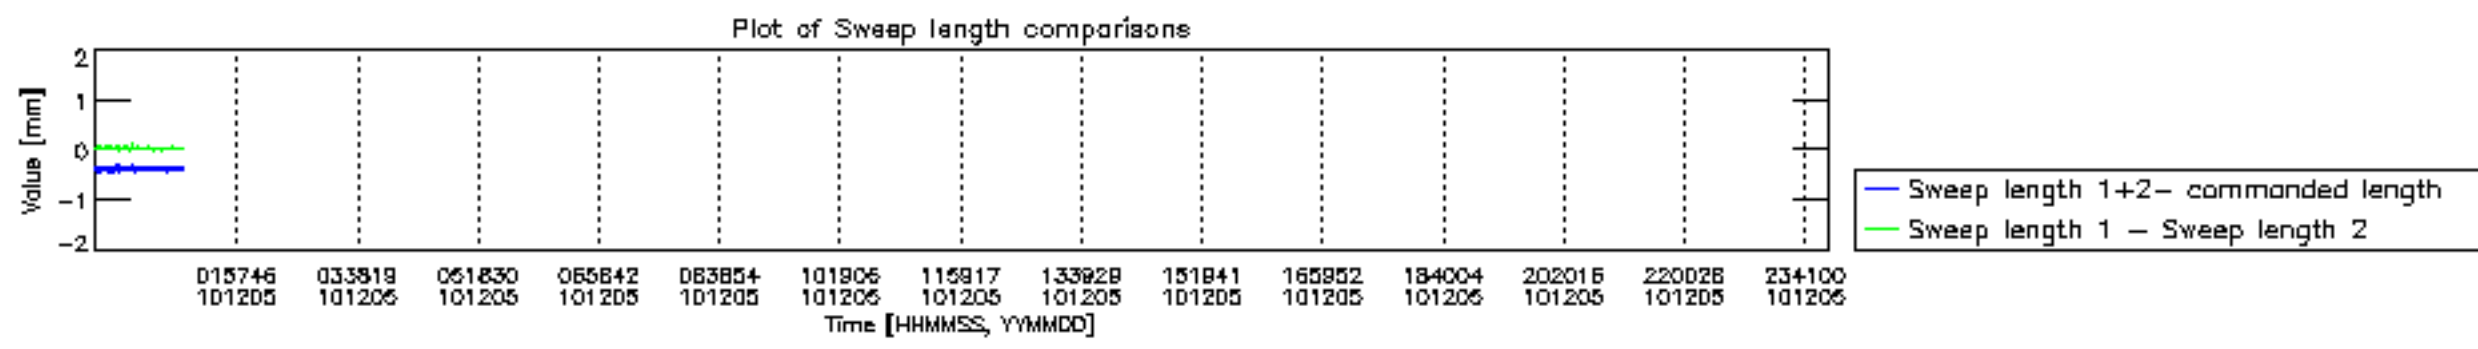 Plot of Sweep length comparisons
2
1
0
-1
-2
Value [mm]
015746 033819 051830 065842 083854 101906 115917 133929 151941 165952 184004 202016 220028 234100
101205 101205 101205 101205 101205 101205 101205 101205 101205 101205 101205 101205 101205 101205
Time [HHMMSS, YYMMDD]
Sweep length 1+2- commanded length
Sweep length 1 - Sweep length 2